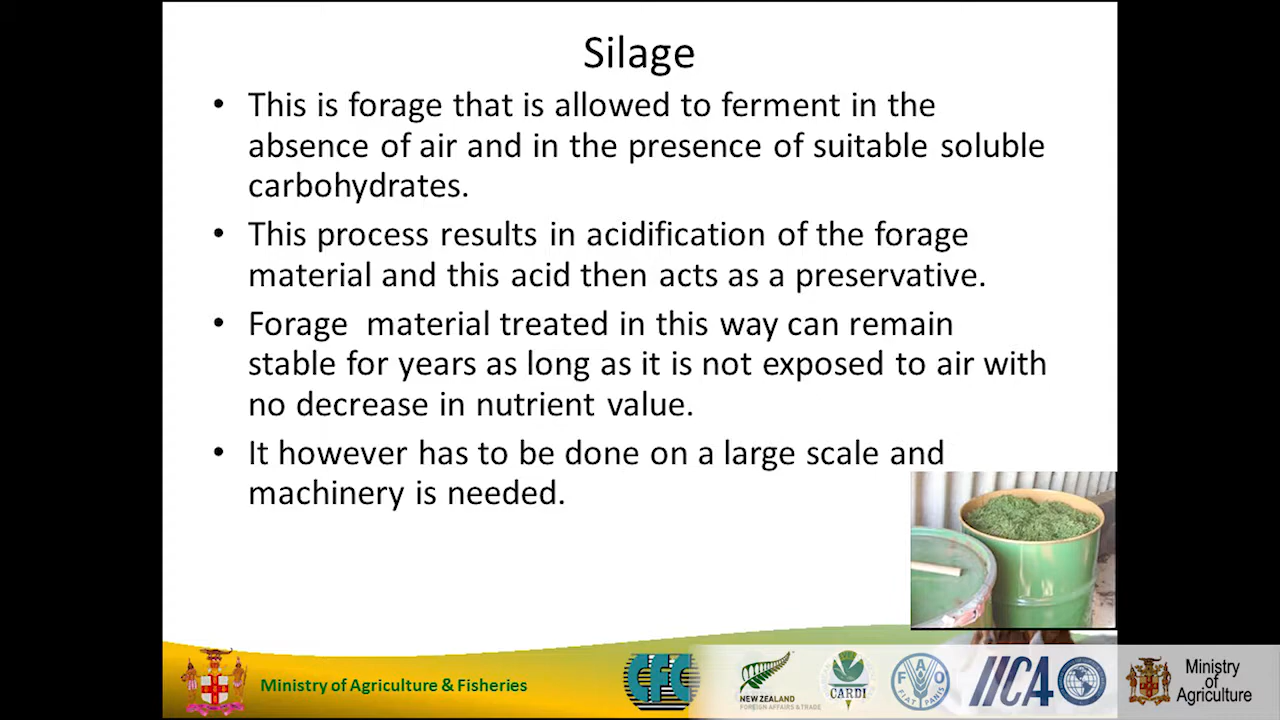 Silage
• This is forage that is allowed to ferment in the
absence of air and in the presence of suitable soluble
carbohydrates.
• This process results in acidification of the forage
material and this acid then acts as a preservative.
• Forage material treated in this way can remain
stable for years as long as it is not exposed to air with
no decrease in nutrient value.
• It however has to be done on a large scale and
machinery is needed.
Ministry of Agriculture & Fisheries
CFC
NEW ZEALAND
FOREIGN AFFAIRS & TRADE
CARDI
FAO
FIAT PANIS
IICA
Ministry
of
Agriculture